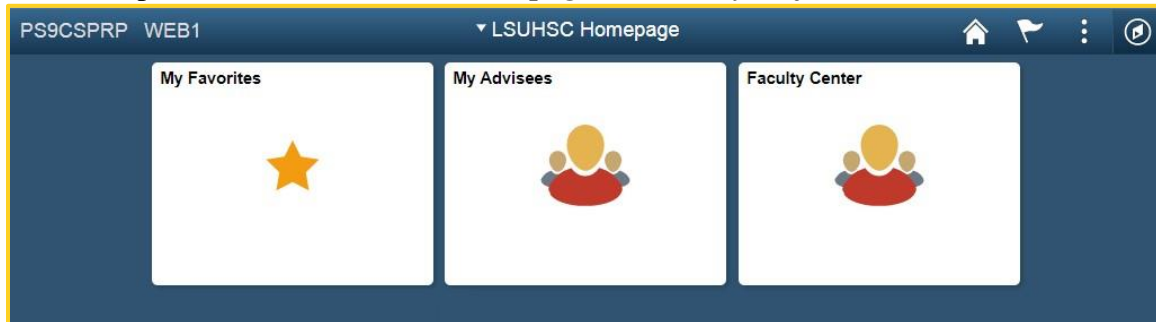 PS9CSPRP WEB1
LSUHSC Homepage
My Favorites
My Advisees
Faculty Center